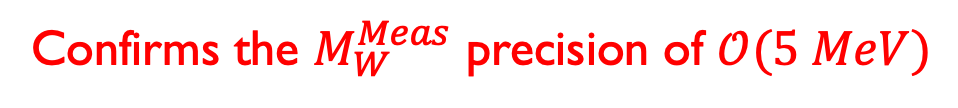 Confirms the $M_W^{Meas}$ precision of $\mathcal{O}(5\ MeV)$